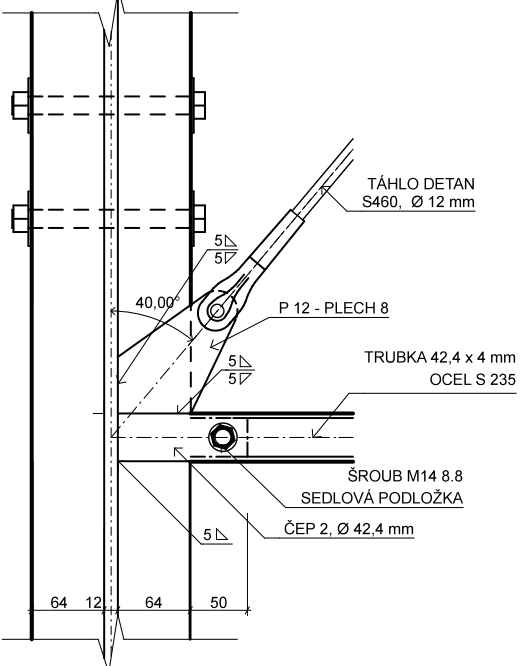 TÁHLO DETAN
S460, Ø 12 mm
5
5
40,00°
P 12 - PLECH 8
5
5
TRUBKA 42,4 x 4 mm
OCEL S 235
ŠROUB M14 8.8
SEDLOVÁ PODLOŽKA
5
ČEP 2, Ø 42,4 mm
64 12 64 50